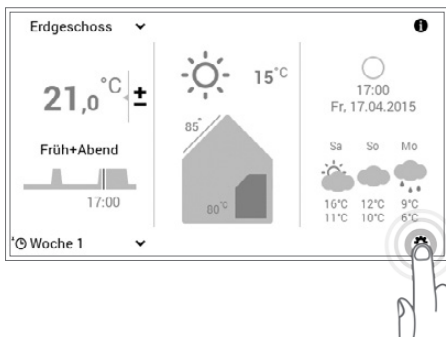 Erdgeschoss
21,0°C ±
Früh+Abend
17:00
Woche 1
15°C
85°
80°C
17:00
Fr, 17.04.2015
Sa So Mo
16°C 12°C 9°C
11°C 10°C 6°C